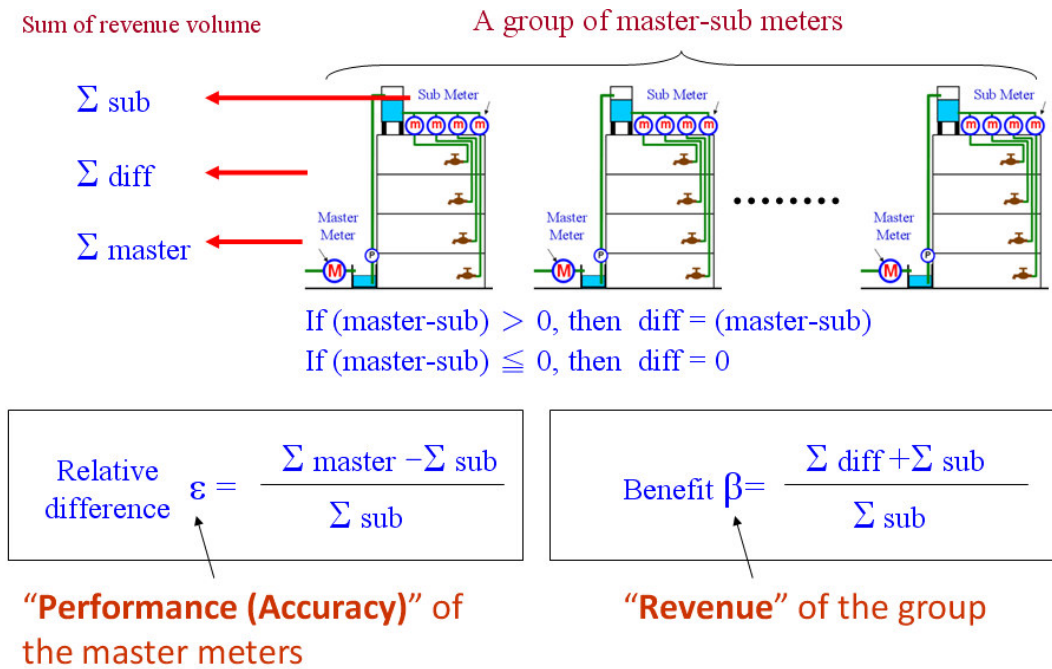 Sum of revenue volume
A group of master-sub meters
Σ sub
Σ diff
Σ master
Sub Meter
m m m m
Master
Meter
P
M
Sub Meter
m m m m
Master
Meter
P
M
........
Sub Meter
m m m m
Master
Meter
P
M
If (master-sub) > 0, then diff = (master-sub)
If (master-sub) ≦ 0, then diff = 0
Relative
difference ε = Σ master − Σ sub
Σ sub
Benefit β= Σ diff + Σ sub
Σ sub
“Performance (Accuracy)” of
the master meters
“Revenue” of the group